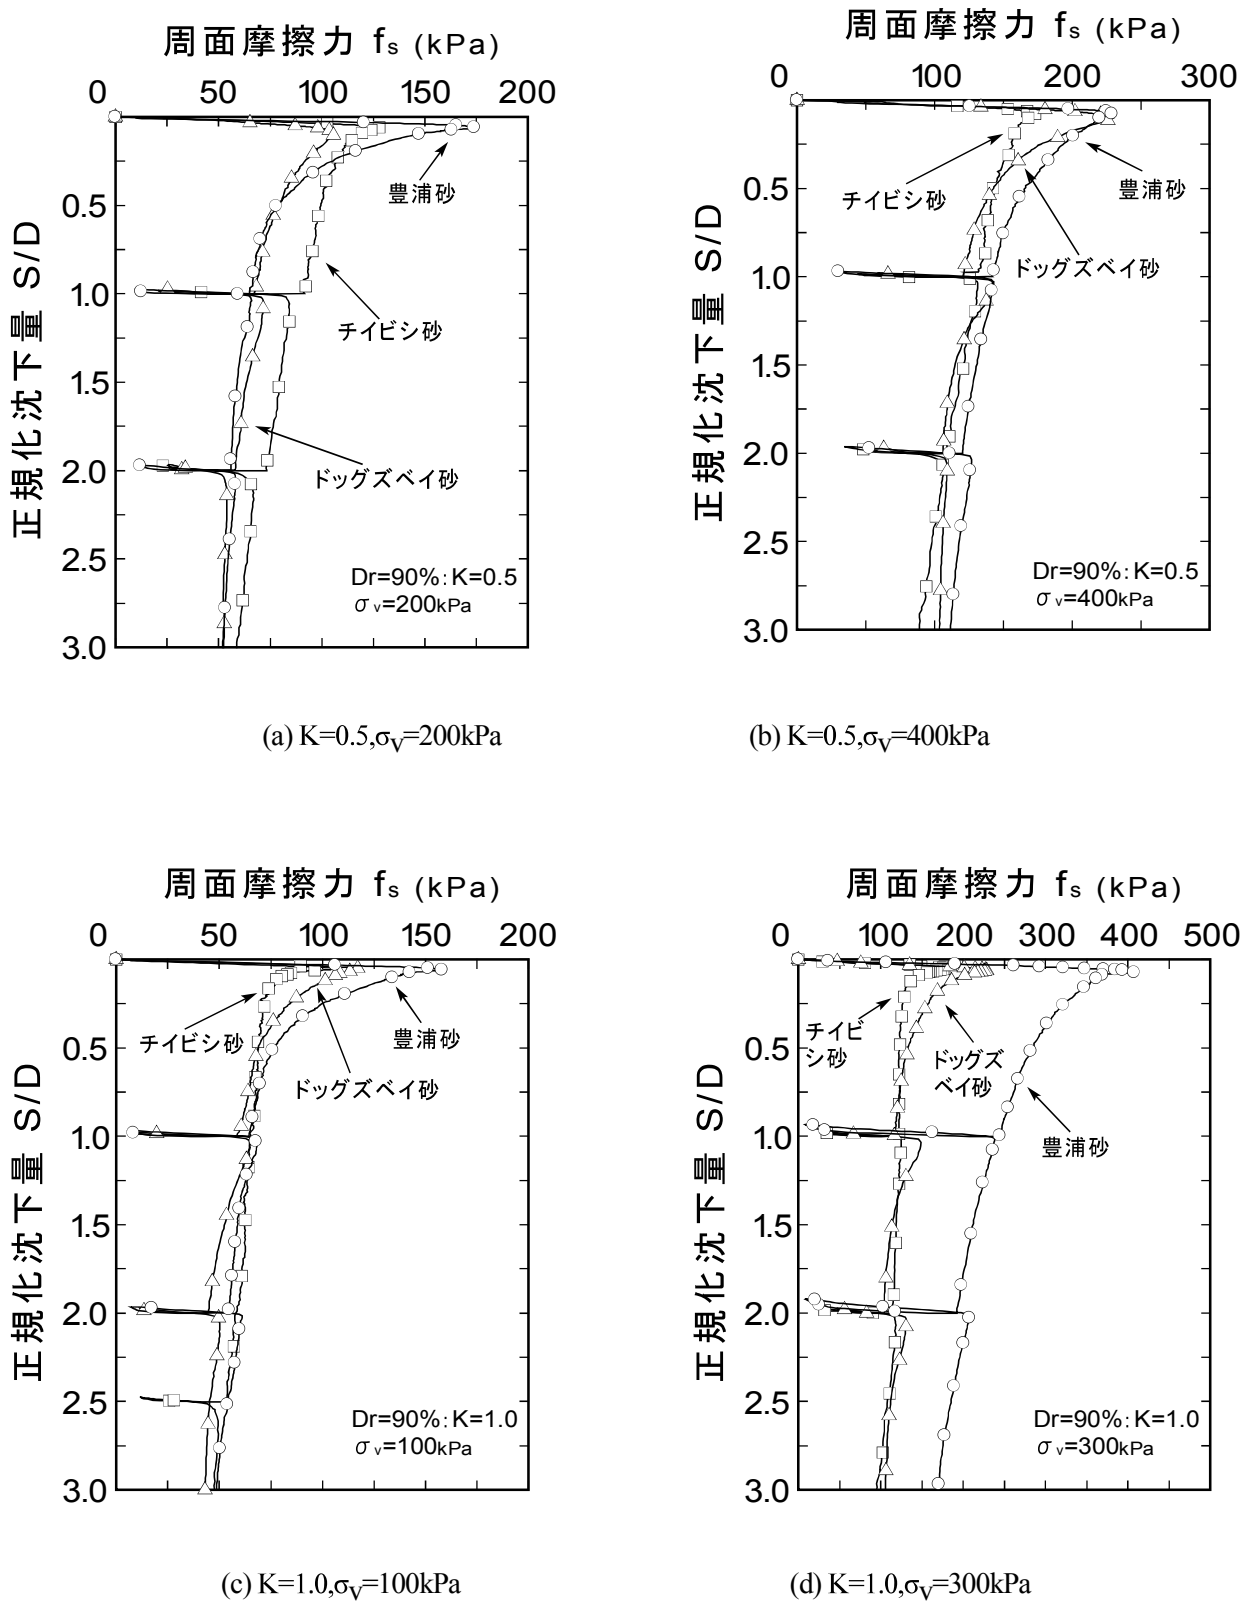 周面摩擦力 fs (kPa)
0 50 100 150 200
正規化沈下量 S/D
0.5
1.0
1.5
2.0
2.5
3.0
豊浦砂
チイビシ砂
ドッグズベイ砂
Dr=90%:K=0.5
σv=200kPa
(a) K=0.5,σv=200kPa
周面摩擦力 fs (kPa)
0 100 200 300
正規化沈下量 S/D
0.5
1.0
1.5
2.0
2.5
3.0
チイビシ砂
豊浦砂
ドッグズベイ砂
Dr=90%:K=0.5
σv=400kPa
(b) K=0.5,σv=400kPa
周面摩擦力 fs (kPa)
0 50 100 150 200
正規化沈下量 S/D
0.5
1.0
1.5
2.0
2.5
3.0
チイビシ砂
豊浦砂
ドッグズベイ砂
Dr=90%:K=1.0
σv=100kPa
(c) K=1.0,σv=100kPa
周面摩擦力 fs (kPa)
0 100 200 300 400 500
正規化沈下量 S/D
0.5
1.0
1.5
2.0
2.5
3.0
チイビ
シ砂
ドッグズ
ベイ砂
豊浦砂
Dr=90%:K=1.0
σv=300kPa
(d) K=1.0,σv=300kPa